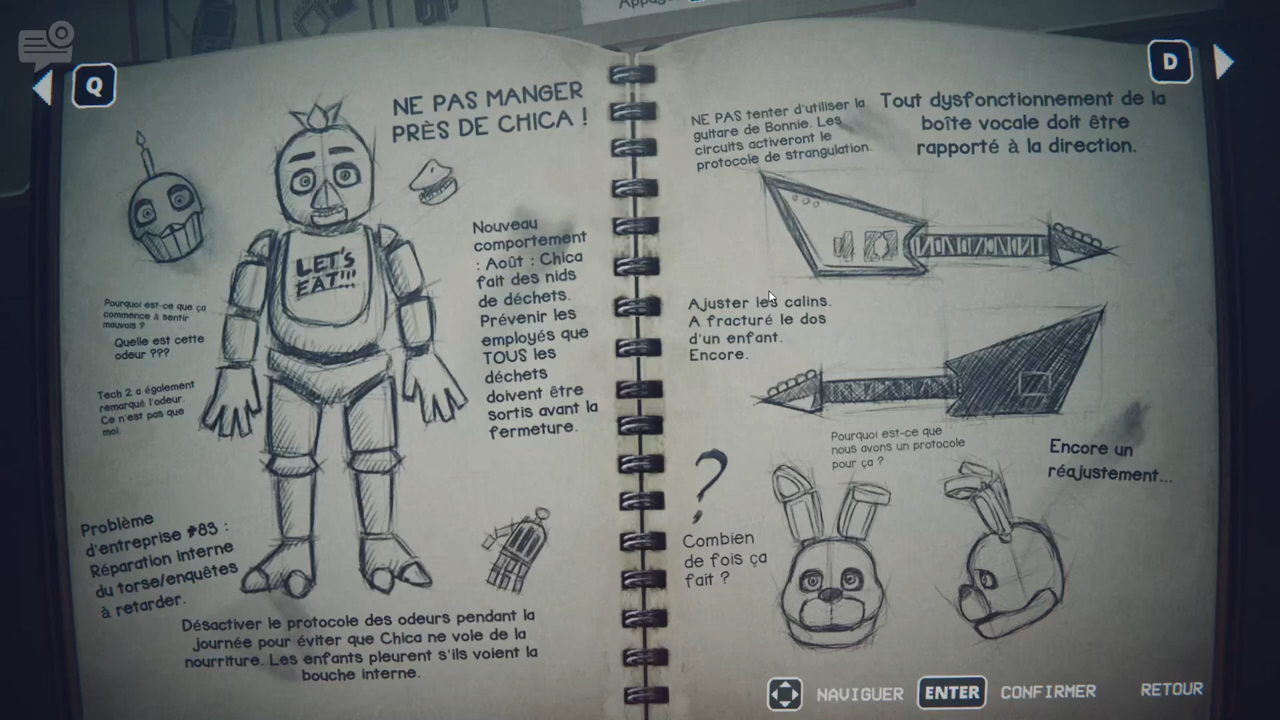 Q
NE PAS MANGER
PRÈS DE CHICA !
LET'S
EAT!!!
Nouveau
comportement
: Août : Chica
fait des nids
de déchets.
Prévenir les
employés que
TOUS les
déchets
doivent être
sortis avant la
fermeture.
Pourquoi est-ce que ça
commence à sentir
mauvais ?
Quelle est cette
odeur ???
Tech 2 a également
remarqué l'odeur.
Ce n'est pas que
moi.
Problème
d'entreprise #83 :
Réparation interne
du torse/enquêtes
à retarder.
Désactiver le protocole des odeurs pendant la
journée pour éviter que Chica ne vole de la
nourriture. Les enfants pleurent s'ils voient la
bouche interne.
D
NE PAS tenter d'utiliser la
guitare de Bonnie. Les
circuits activeront le
protocole de strangulation.
Tout dysfonctionnement de la
boîte vocale doit être
rapporté à la direction.
Ajuster les calins.
A fracturé le dos
d'un enfant.
Encore.
Pourquoi est-ce que
nous avons un protocole
pour ça ?
Encore un
réajustement...
?
Combien
de fois ça
fait ?
NAVIGUER
ENTER CONFIRMER
RETOUR